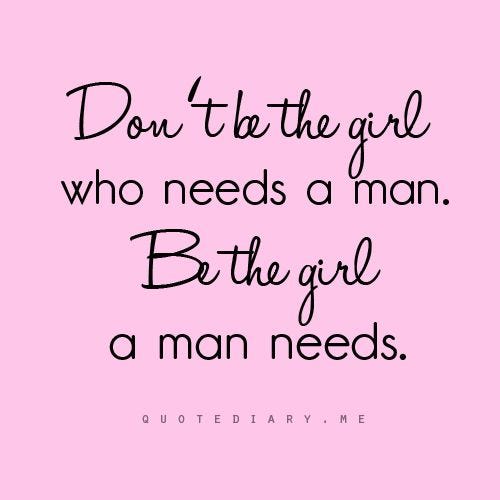 Don't be the girl
who needs a man.
Be the girl
a man needs.
QUOTEDIARY.ME